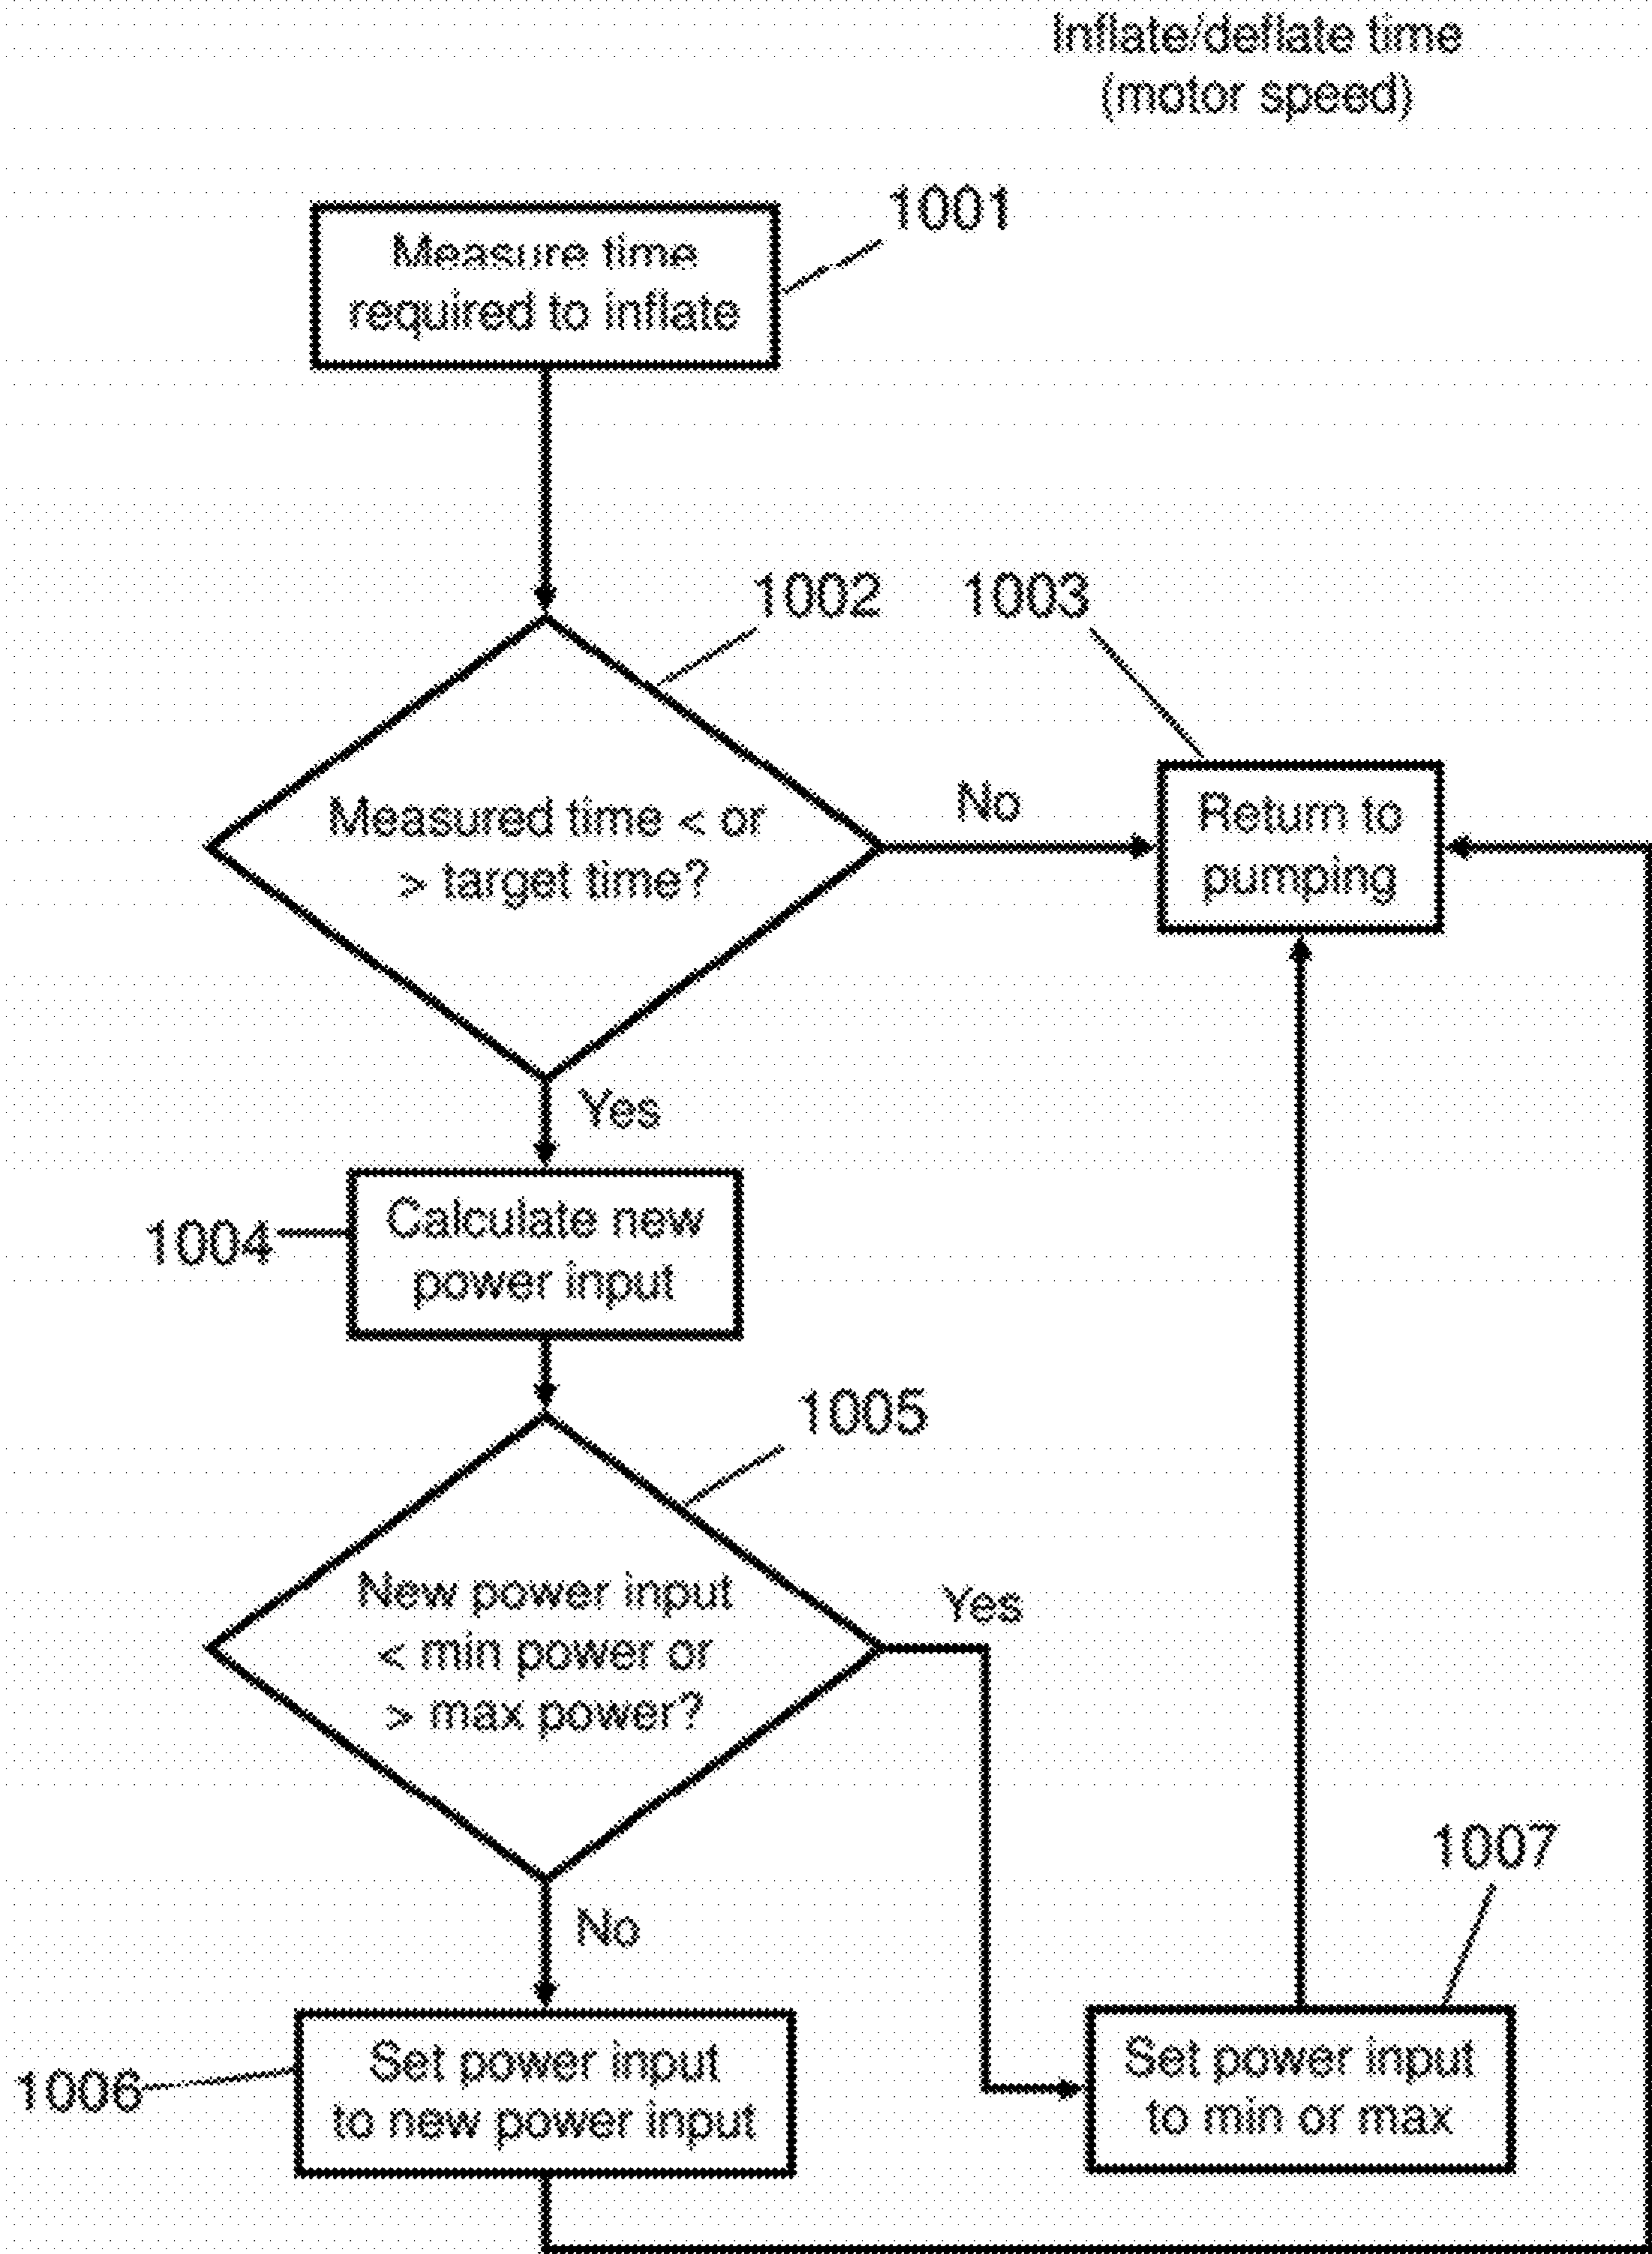 Inflate/deflate time
(motor speed)
1001
Measure time
required to inflate
1002
1003
Measured time < or
> target time?
No
Return to
pumping
Yes
1004
Calculate new
power input
1005
New power input
< min power or
> max power?
Yes
No
1007
1006
Set power input
to new power input
Set power input
to min or max